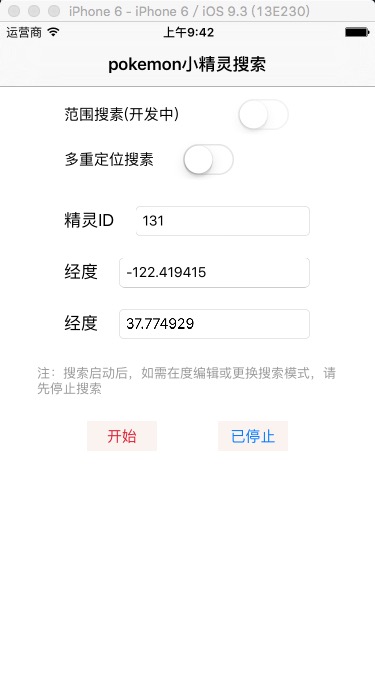 iPhone 6 - iPhone 6 / iOS 9.3 (13E230)
运营商 上午9:42
pokemon小精灵搜索
范围搜素(开发中)
多重定位搜素
精灵ID 131
经度 -122.419415
经度 37.774929
注：搜索启动后，如需在度编辑或更换搜索模式，请
先停止搜索
开始 已停止